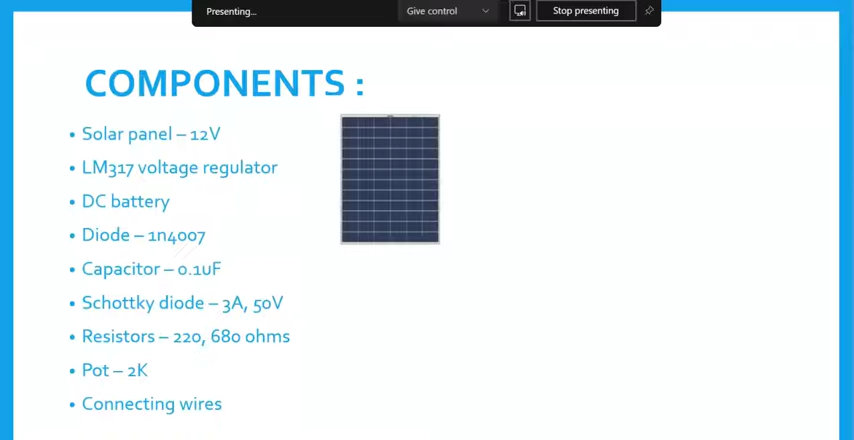 Presenting...
Give control
Stop presenting
COMPONENTS :
• Solar panel – 12V
• LM317 voltage regulator
• DC battery
• Diode – 1n4007
• Capacitor – 0.1uF
• Schottky diode – 3A, 50V
• Resistors – 220, 680 ohms
• Pot – 2K
• Connecting wires